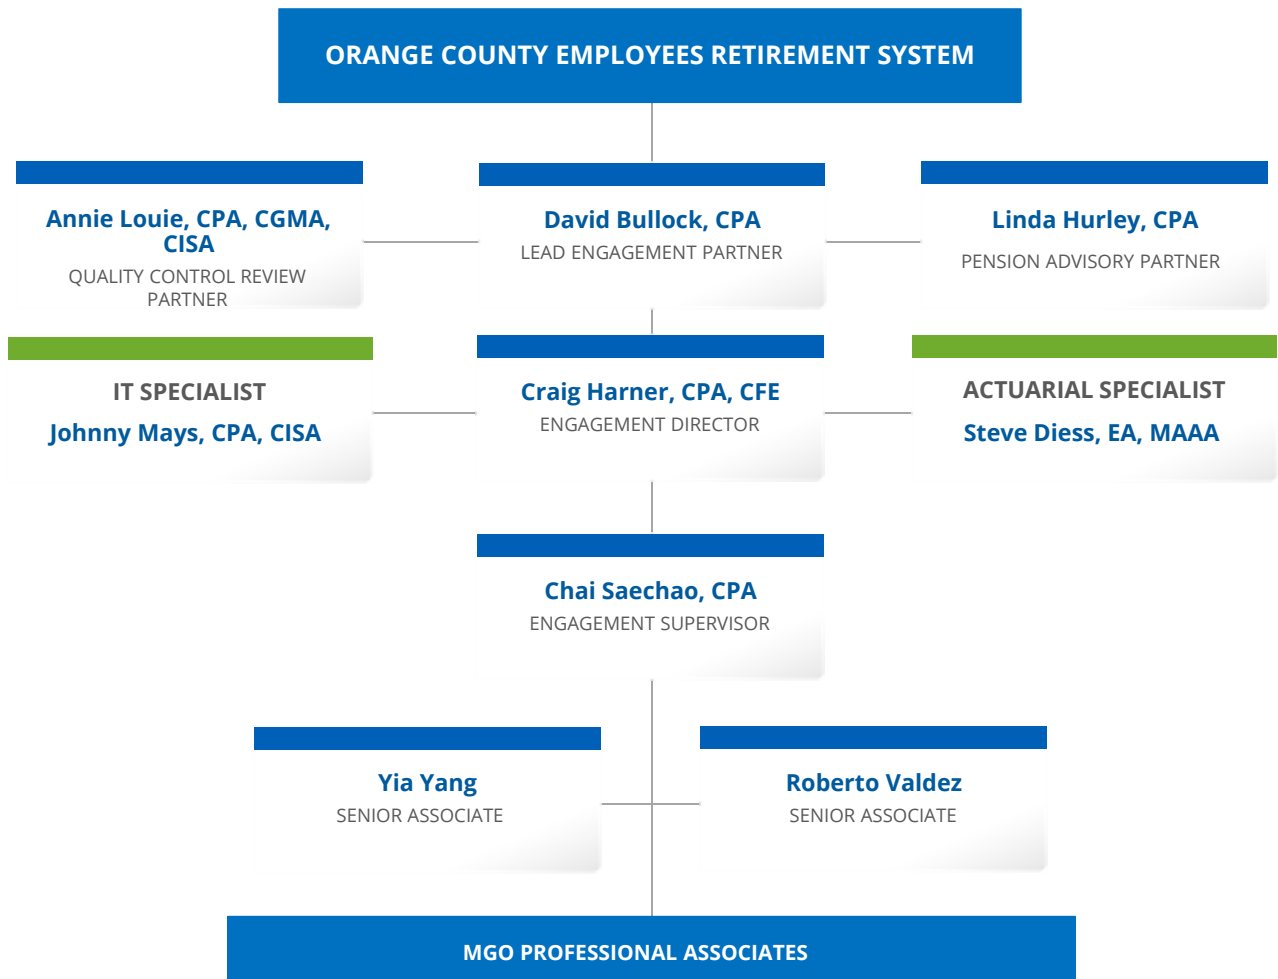 ORANGE COUNTY EMPLOYEES RETIREMENT SYSTEM
Annie Louie, CPA, CGMA,
CISA
QUALITY CONTROL REVIEW
PARTNER
David Bullock, CPA
LEAD ENGAGEMENT PARTNER
Linda Hurley, CPA
PENSION ADVISORY PARTNER
IT SPECIALIST
Johnny Mays, CPA, CISA
Craig Harner, CPA, CFE
ENGAGEMENT DIRECTOR
ACTUARIAL SPECIALIST
Steve Diess, EA, MAAA
Chai Saechao, CPA
ENGAGEMENT SUPERVISOR
Yia Yang
SENIOR ASSOCIATE
Roberto Valdez
SENIOR ASSOCIATE
MGO PROFESSIONAL ASSOCIATES